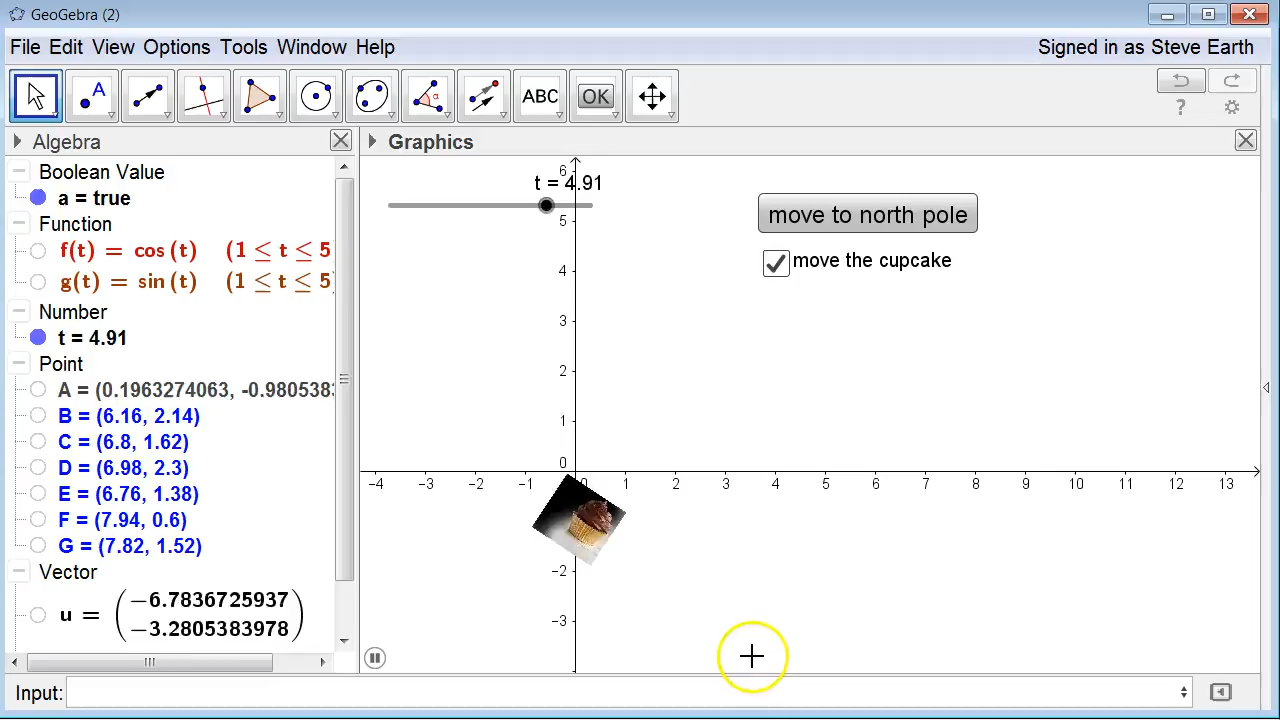 GeoGebra (2)
File Edit View Options Tools Window Help
Signed in as Steve Earth
A
α
ABC
OK
?
Algebra
Graphics
Boolean Value
a = true
Function
f(t) = cos (t) (1 ≤ t ≤ 5
g(t) = sin (t) (1 ≤ t ≤ 5)
Number
t = 4.91
Point
A = (0.1963274063, -0.980538
B = (6.16, 2.14)
C = (6.8, 1.62)
D = (6.98, 2.3)
E = (6.76, 1.38)
F = (7.94, 0.6)
G = (7.82, 1.52)
Vector
u = (−6.7836725937
−3.2805383978)
t = 4.91
move to north pole
move the cupcake
6
5
4
3
2
1
0
−4 −3 −2 −1 0 1 2 3 4 5 6 7 8 9 10 11 12 13
−2
−3
Input: